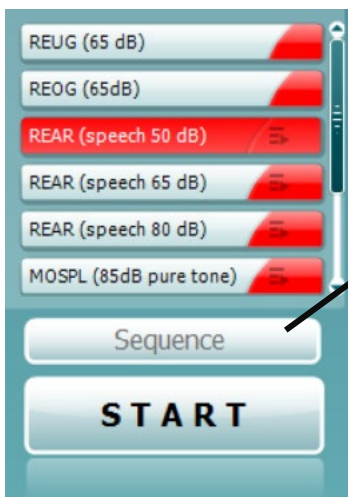 REUG (65 dB)
REOG (65dB)
REAR (speech 50 dB)
REAR (speech 65 dB)
REAR (speech 80 dB)
MOSPL (85dB pure tone)
Sequence
START